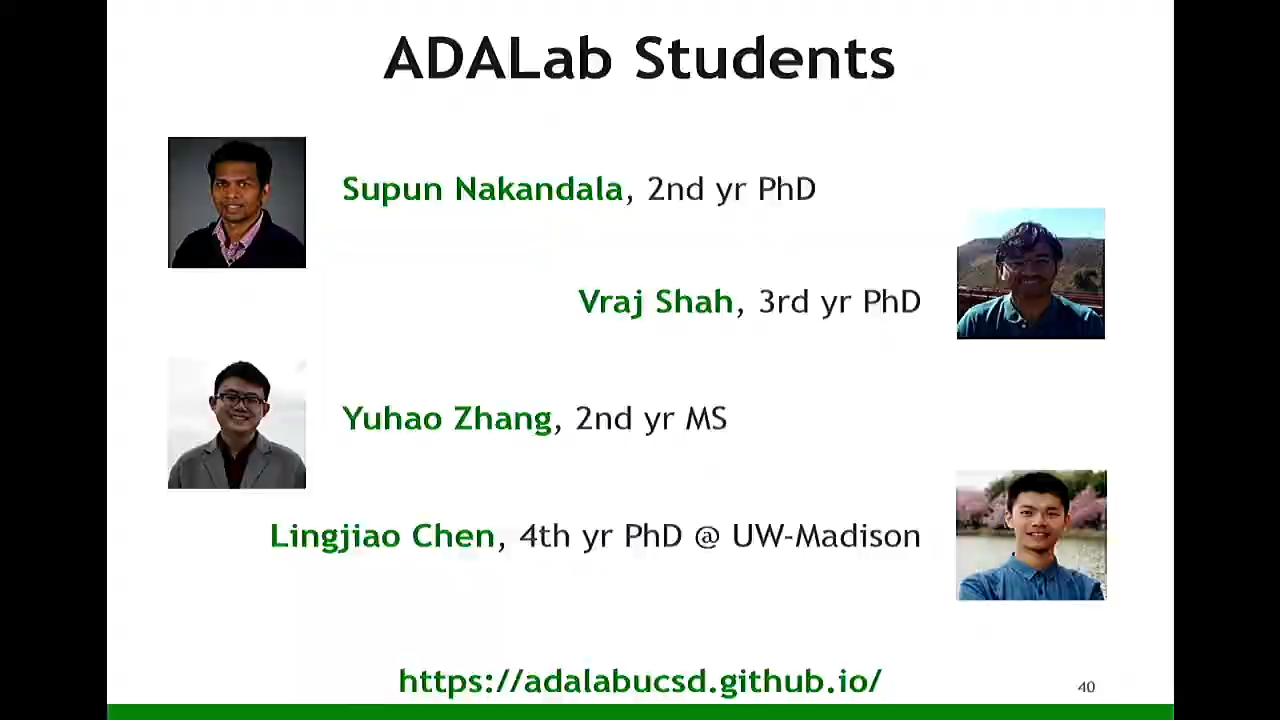 ADALab Students
Supun Nakandala, 2nd yr PhD
Vraj Shah, 3rd yr PhD
Yuhao Zhang, 2nd yr MS
Lingjiao Chen, 4th yr PhD @ UW-Madison
https://adalabucsd.github.io/
40